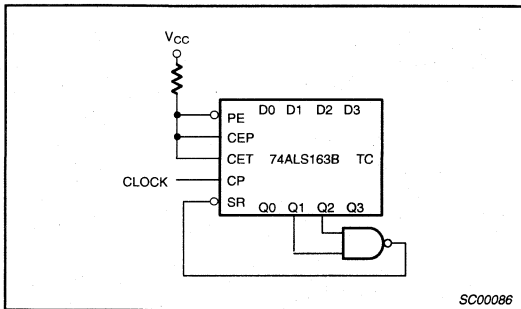 VCC
PE D0 D1 D2 D3
CEP
CET 74ALS163B TC
CLOCK CP
SR Q0 Q1 Q2 Q3
SC00086